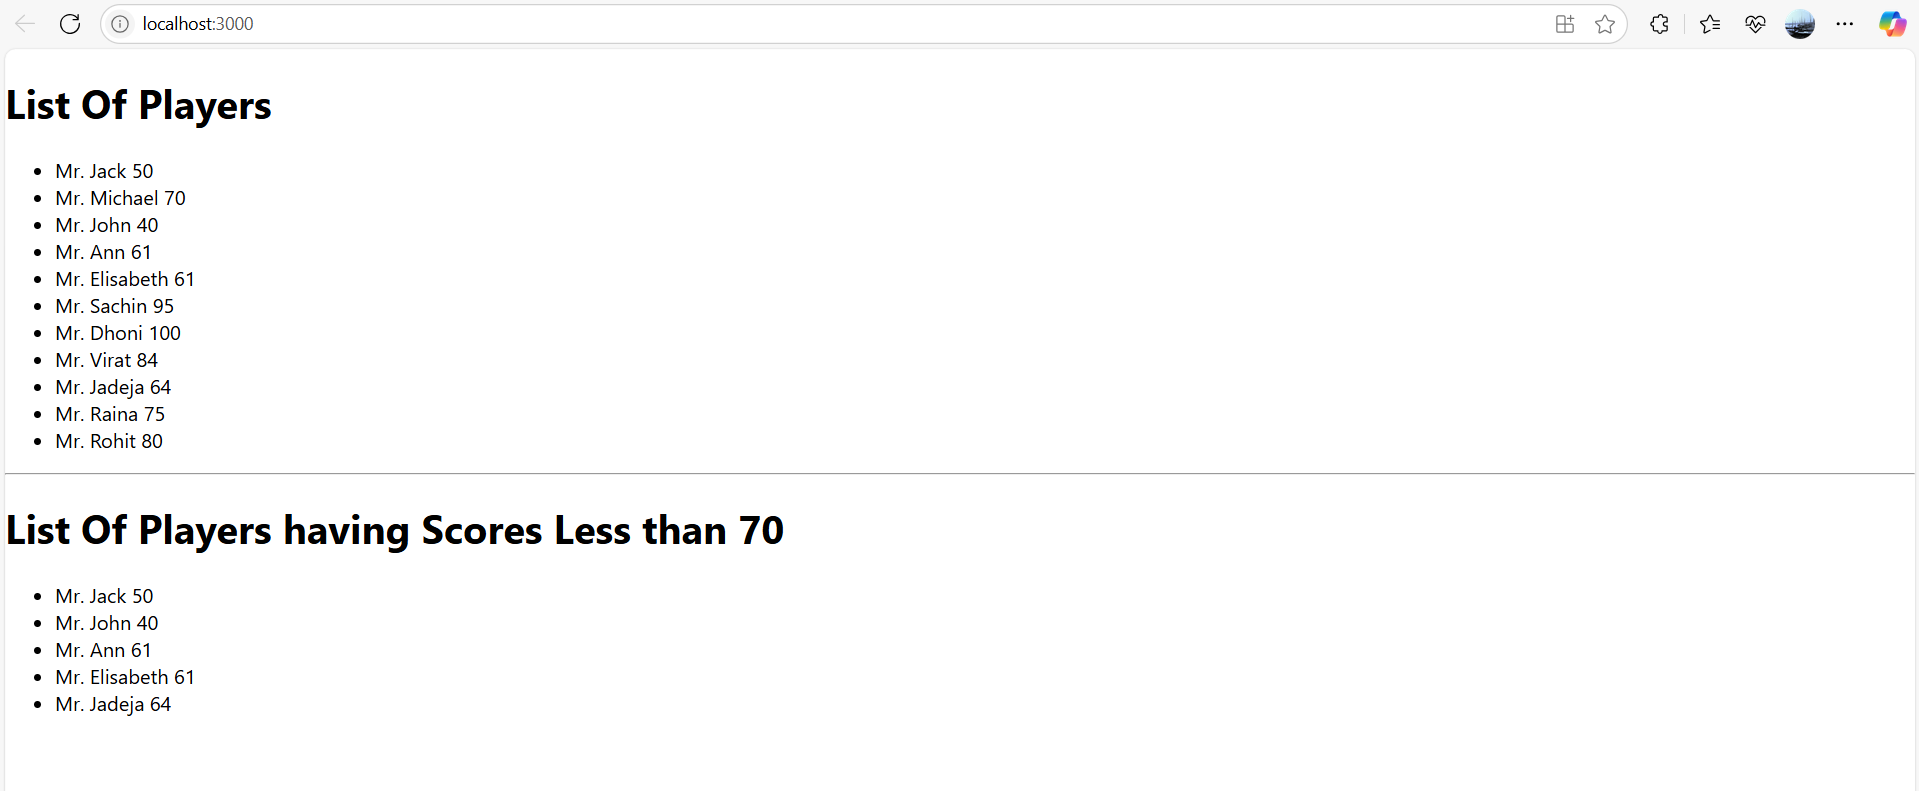 localhost:3000
List Of Players
Mr. Jack 50
Mr. Michael 70
Mr. John 40
Mr. Ann 61
Mr. Elisabeth 61
Mr. Sachin 95
Mr. Dhoni 100
Mr. Virat 84
Mr. Jadeja 64
Mr. Raina 75
Mr. Rohit 80
List Of Players having Scores Less than 70
Mr. Jack 50
Mr. John 40
Mr. Ann 61
Mr. Elisabeth 61
Mr. Jadeja 64